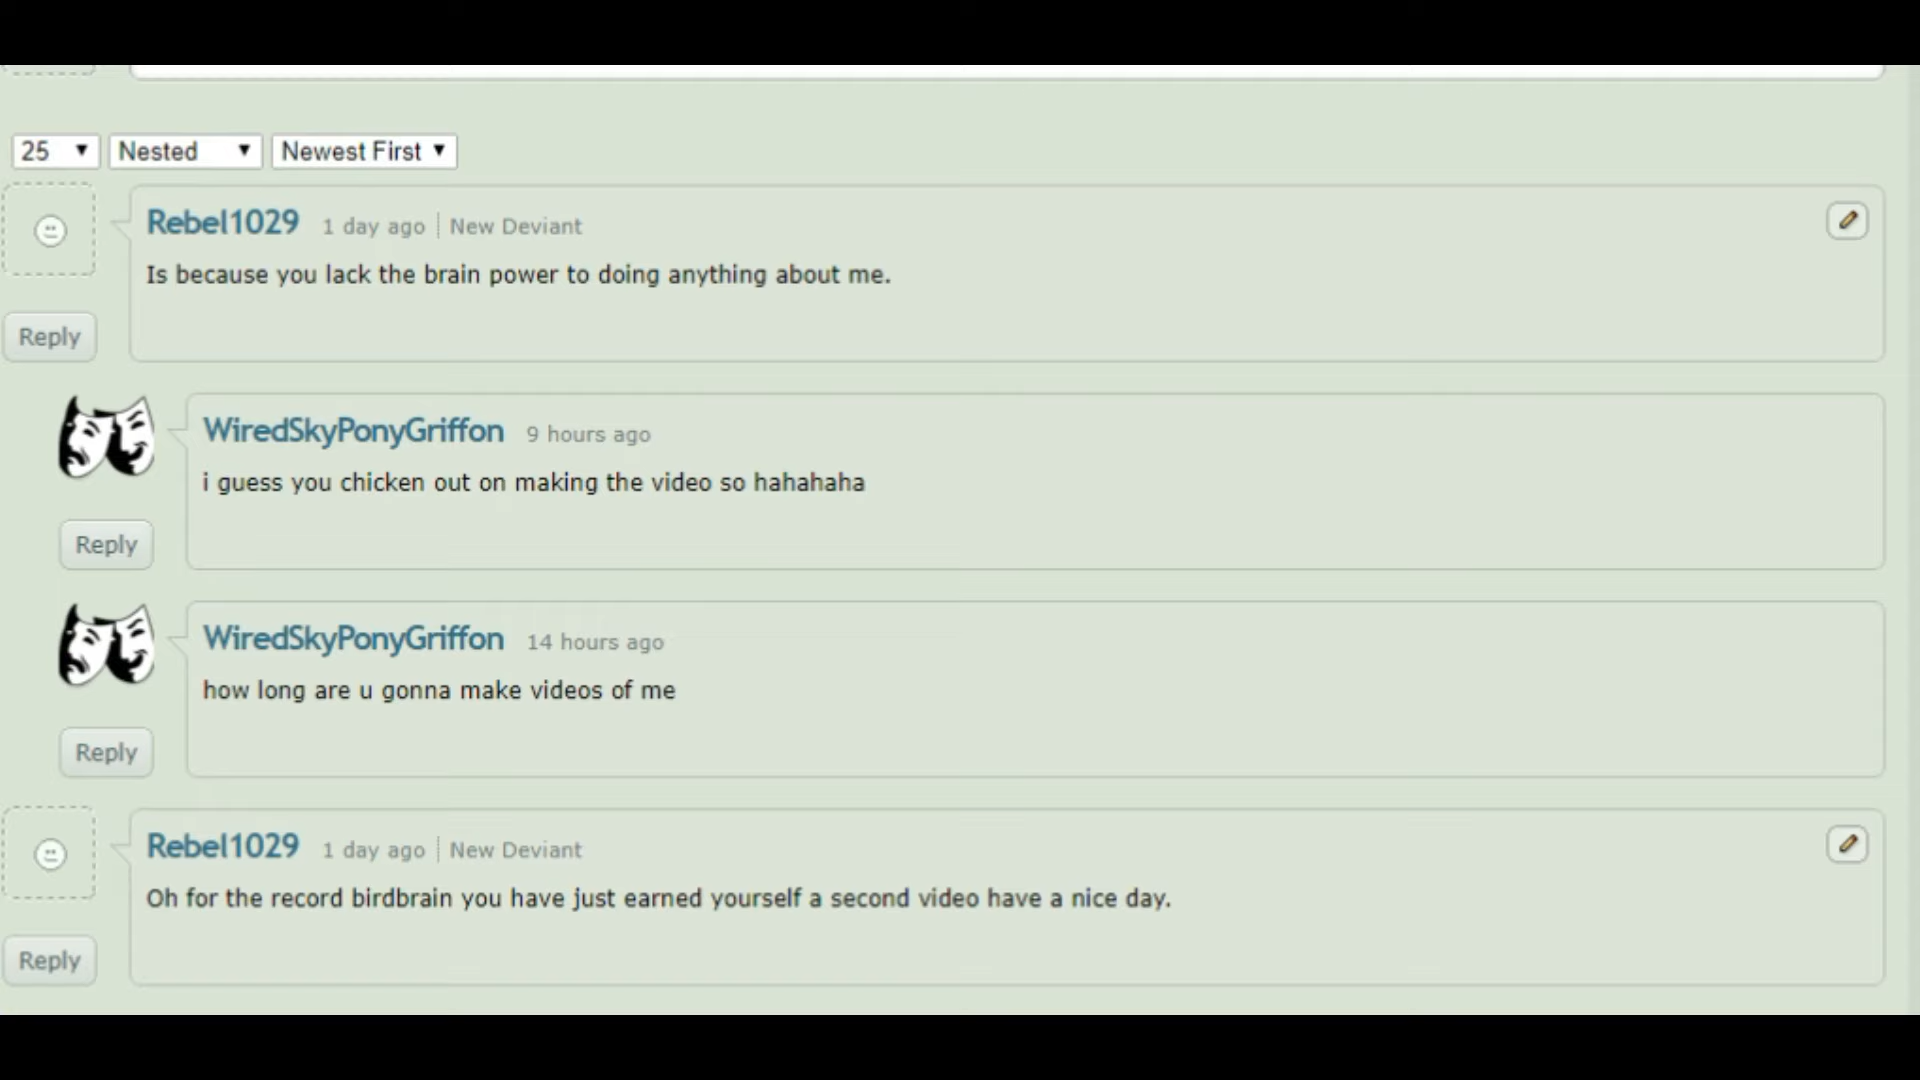 25 Nested Newest First
Rebel1029 1 day ago New Deviant
Is because you lack the brain power to doing anything about me.
Reply
WiredSkyPonyGriffon 9 hours ago
i guess you chicken out on making the video so hahahaha
Reply
WiredSkyPonyGriffon 14 hours ago
how long are u gonna make videos of me
Reply
Rebel1029 1 day ago New Deviant
Oh for the record birdbrain you have just earned yourself a second video have a nice day.
Reply